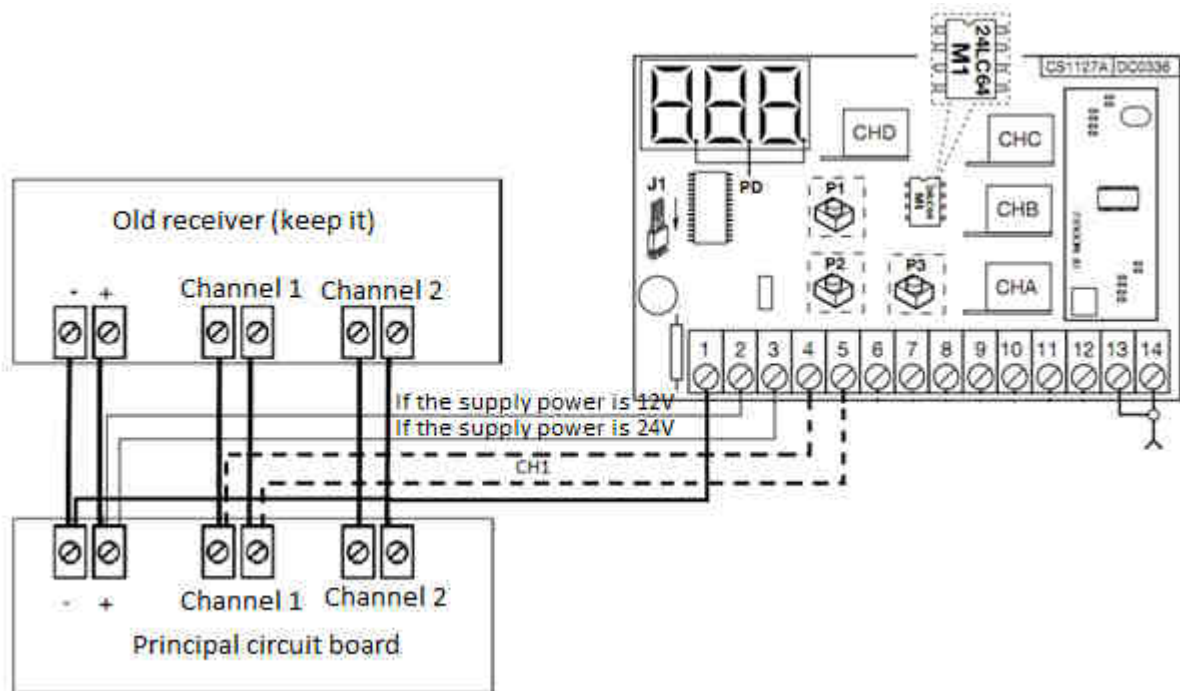 24LC64
M1
CS1127A DC0336
CHD
CHC
J1
PD
P1
M1
CHB
Old receiver (keep it)
P2
P3
CHA
- +
Channel 1
Channel 2
1 2 3 4 5 6 7 8 9 10 11 12 13 14
If the supply power is 12V
If the supply power is 24V
CH1
- +
Channel 1
Channel 2
Principal circuit board